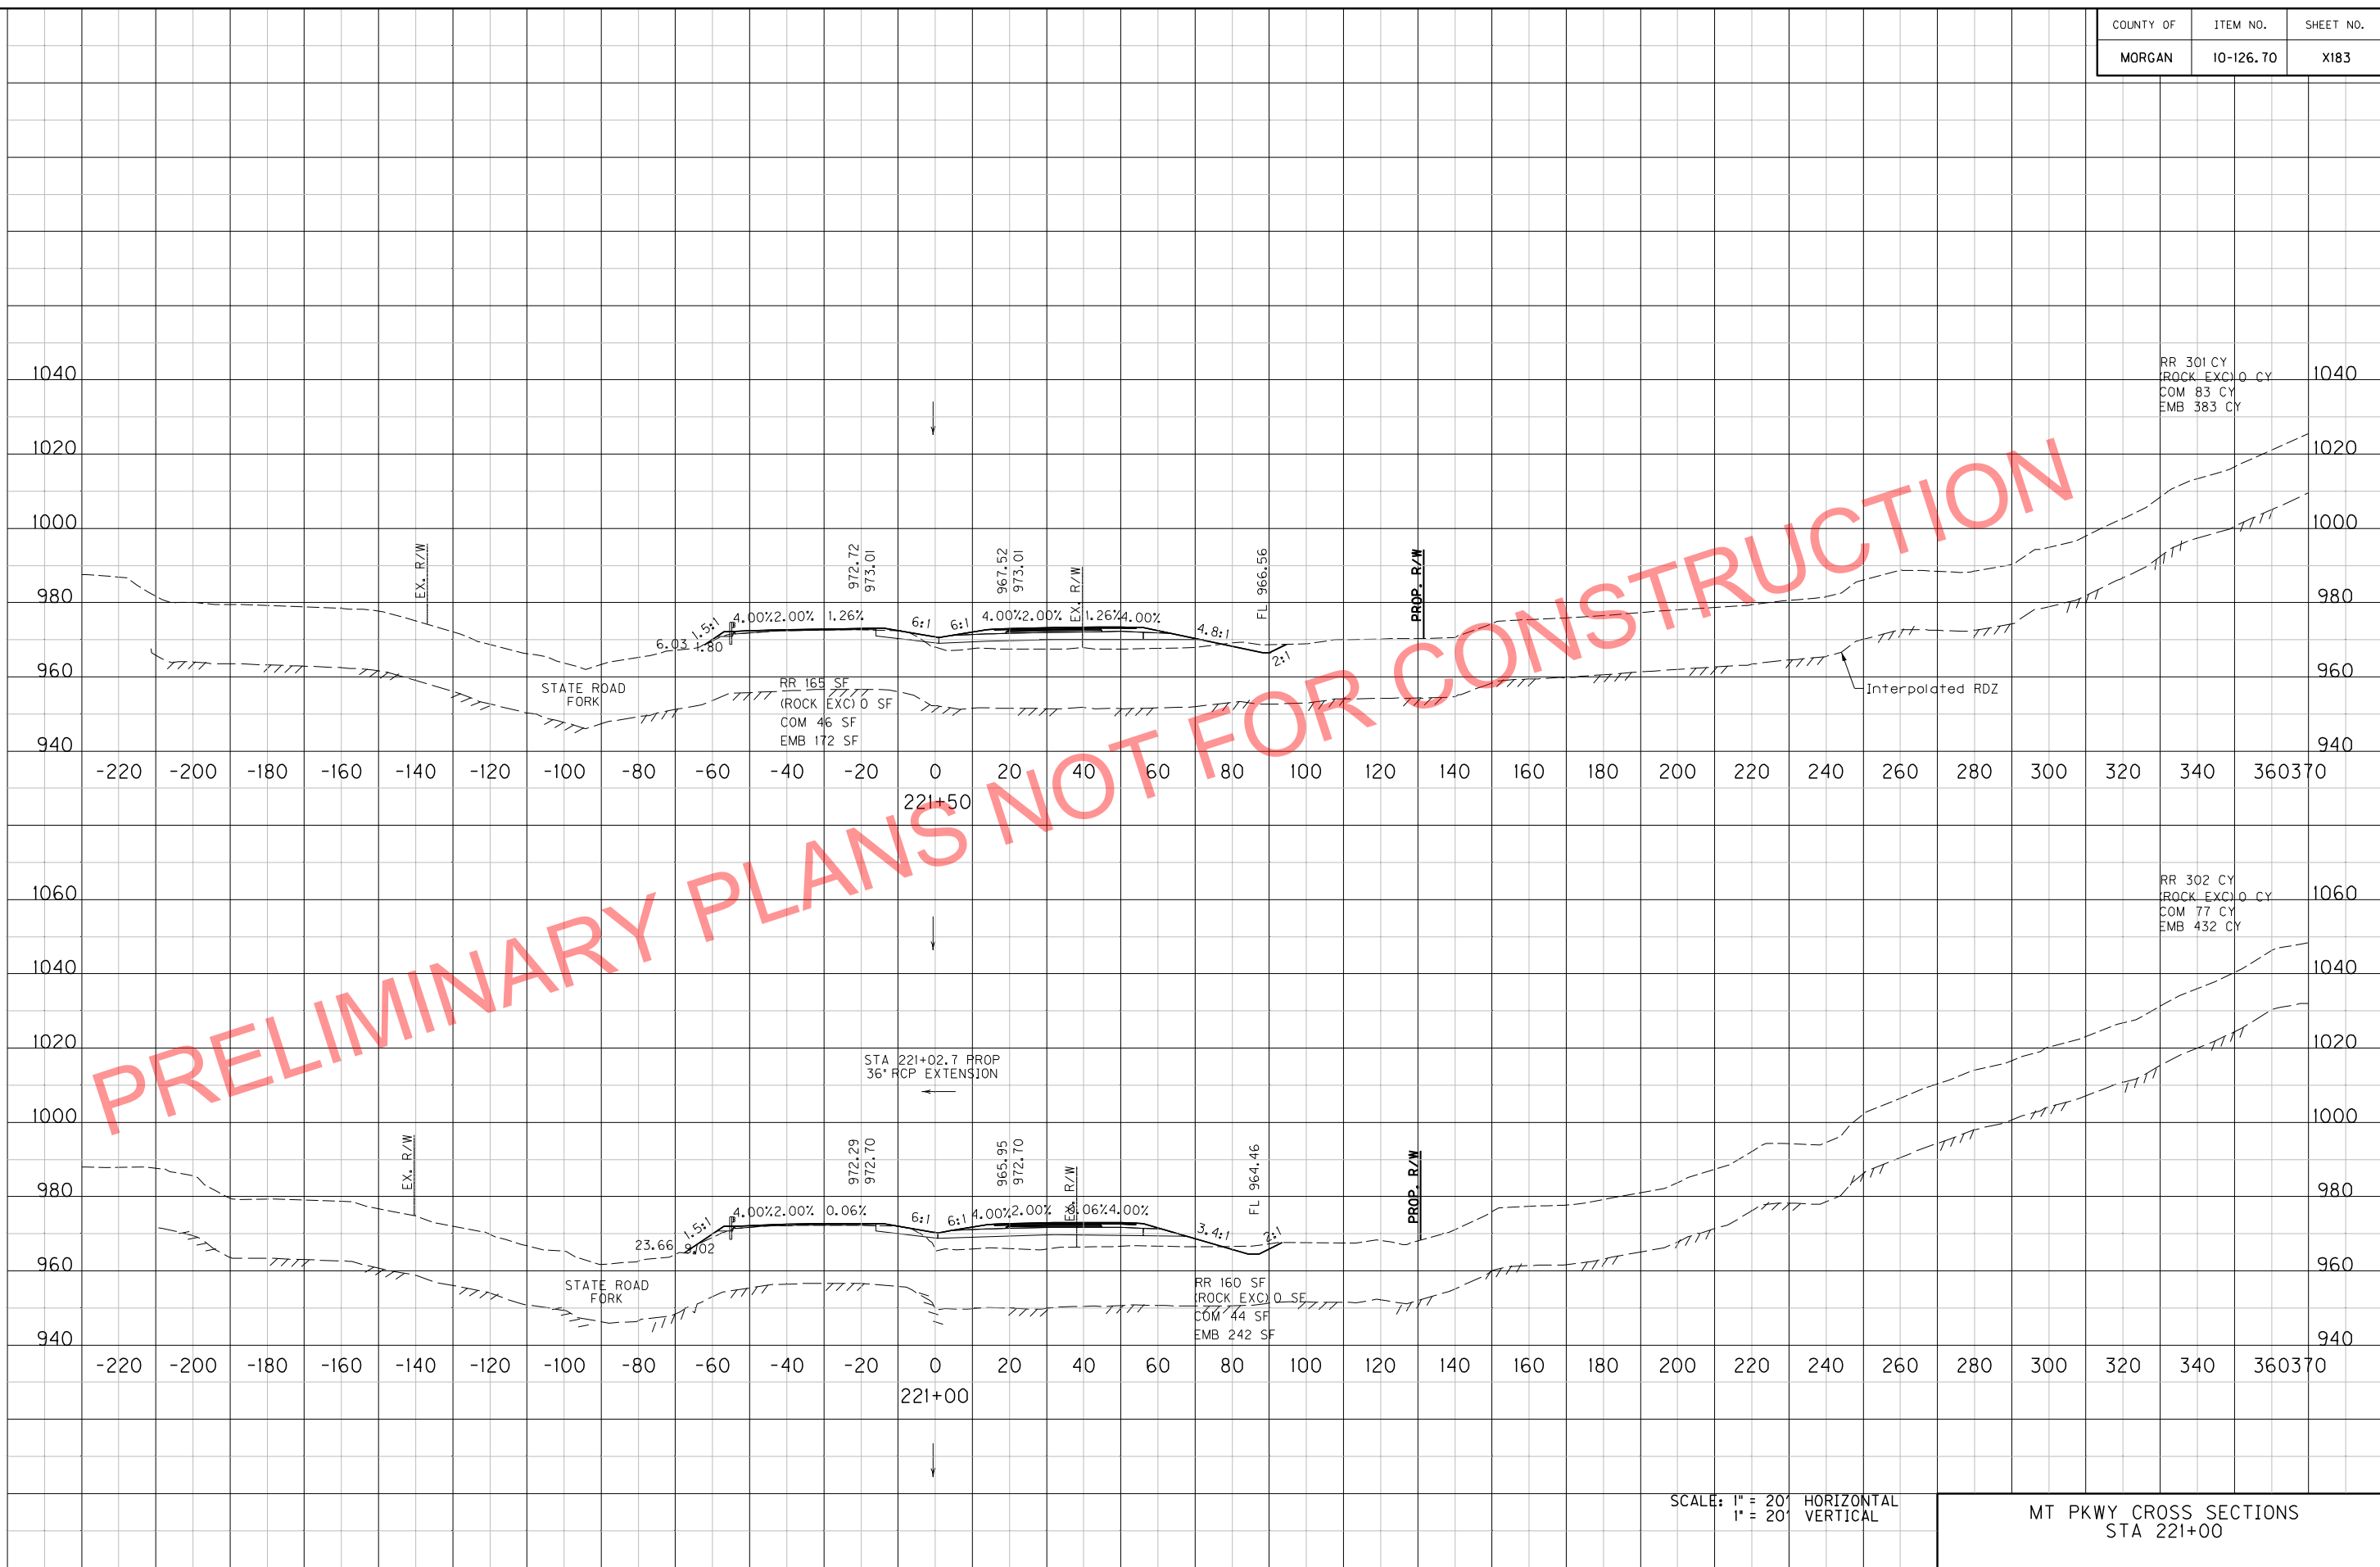 COUNTY OF ITEM NO. SHEET NO.
MORGAN 10-126.70 X183
RR 301 CY
(ROCK EXC) 0 CY
COM 83 CY
EMB 383 CY
1040 1040
1020 1020
1000 1000
980 980
960 960
940 940
EX. R/W
972.72
973.01
967.52
973.01
EX. R/W
FL 966.56
PROP. R/W
6.03 1.5:1 1.80 4.00% 2.00% 1.26% 6:1 6:1 4.00% 2.00% 1.26% 4.00% 4.8:1 2:1
STATE ROAD
FORK
RR 165 SF
(ROCK EXC) 0 SF
COM 46 SF
EMB 172 SF
Interpolated RDZ
-220 -200 -180 -160 -140 -120 -100 -80 -60 -40 -20 0 20 40 60 80 100 120 140 160 180 200 220 240 260 280 300 320 340 360 370
221+50
PRELIMINARY PLANS NOT FOR CONSTRUCTION
RR 302 CY
(ROCK EXC) 0 CY
COM 77 CY
EMB 432 CY
1060 1060
1040 1040
1020 1020
1000 1000
980 980
960 960
940 940
STA 221+02.7 PROP
36" RCP EXTENSION
EX. R/W
972.29
972.70
965.95
972.70
EX. R/W
FL 964.46
PROP. R/W
23.66 1.5:1 4.00% 2.00% 0.06% 6:1 6:1 4.00% 2.00% 4.00% 3.4:1 2:1
STATE ROAD
FORK
RR 160 SF
(ROCK EXC) 0 SF
COM 44 SF
EMB 242 SF
-220 -200 -180 -160 -140 -120 -100 -80 -60 -40 -20 0 20 40 60 80 100 120 140 160 180 200 220 240 260 280 300 320 340 360 370
221+00
SCALE: 1" = 20' HORIZONTAL
1" = 20' VERTICAL
MT PKWY CROSS SECTIONS
STA 221+00